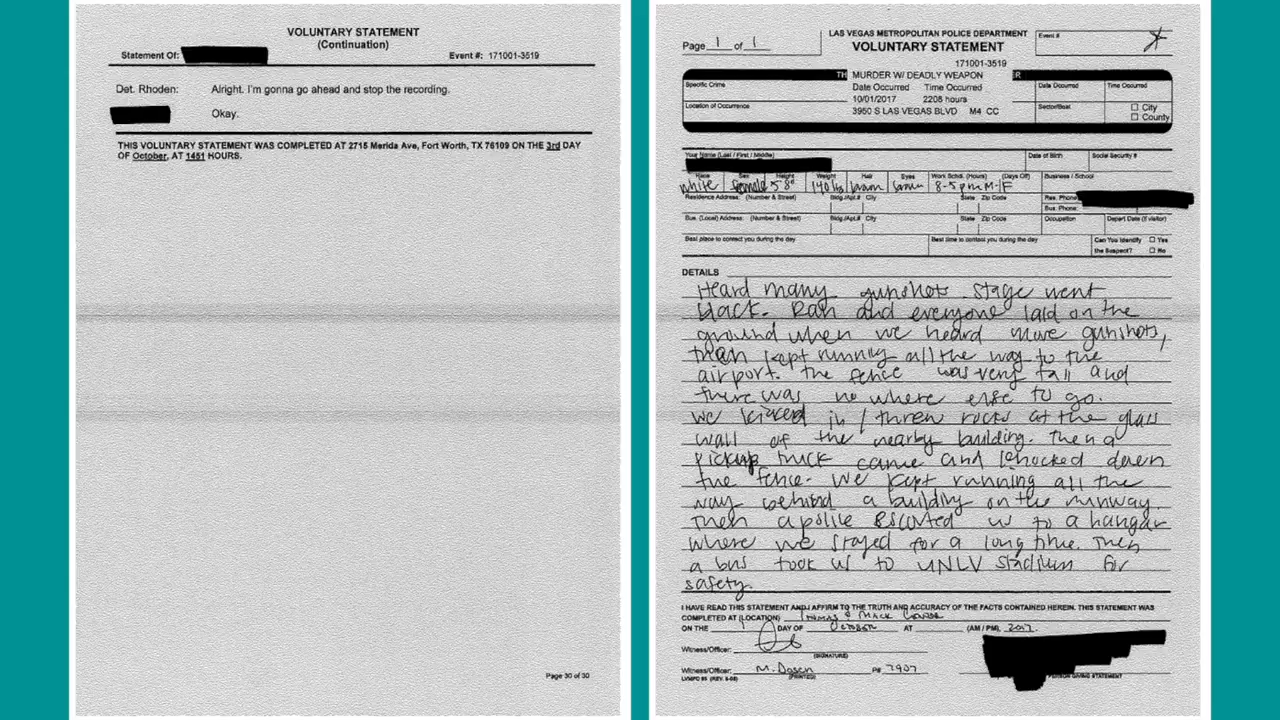 VOLUNTARY STATEMENT
(Continuation)
Statement Of:
Event #: 171001-3519
Det. Rhoden: Alright. I'm gonna go ahead and stop the recording.
Okay.
THIS VOLUNTARY STATEMENT WAS COMPLETED AT 2715 Merida Ave, Fort Worth, TX 76109 ON THE 3rd DAY
OF October, AT 1451 HOURS.
Page 30 of 30
Page 1 of 1
LAS VEGAS METROPOLITAN POLICE DEPARTMENT
VOLUNTARY STATEMENT
Event #
171001-3519
TH MURDER W/ DEADLY WEAPON R
Specific Crime
Date Occurred Time Occurred
Date Occurred Time Occurred
10/01/2017 2208 hours
Location of Occurrence
3950 S LAS VEGAS BLVD M4 CC
Sector/Beat
City
County
Your Name (Last / First / Middle)
Date of Birth
Social Security #
Race Sex Height Weight Hair Eyes Work Schdl. (Hours) (Days Off) Business / School
white female 5'8" 140 lbs brown brown 8-5pm M-F
Residence Address: (Number & Street) Bldg./Apt.# City State Zip Code Res. Phone:
Bus. Phone:
Bus. (Local) Address: (Number & Street) Bldg./Apt.# City State Zip Code Occupation Depart Date (if visitor)
Best place to contact you during the day
Best time to contact you during the day
Can You Identify Yes
the Suspect? No
DETAILS
Heard many gunshots. Stage went
black. Ran and everyone laid on the
ground when we heard more gunshots,
then kept running all the way to the
airport. The fence was very tall and
there was no where else to go.
We kicked in / threw rocks at the glass
wall of the nearby building. Then a
pickup truck came and knocked down
the fence. We kept running all the
way behind a building on the runway.
Then a police escorted us to a hangar
where we stayed for a long time. Then
a bus took us to UNLV stadium for
safety.
I HAVE READ THIS STATEMENT AND I AFFIRM TO THE TRUTH AND ACCURACY OF THE FACTS CONTAINED HEREIN. THIS STATEMENT WAS
COMPLETED AT (LOCATION) Thomas & Mack Center
ON THE 1 DAY OF October AT (AM / PM), 2017
Witness/Officer:
(SIGNATURE)
Witness/Officer: M. Dosen P# 7907
(PRINTED)
PERSON GIVING STATEMENT